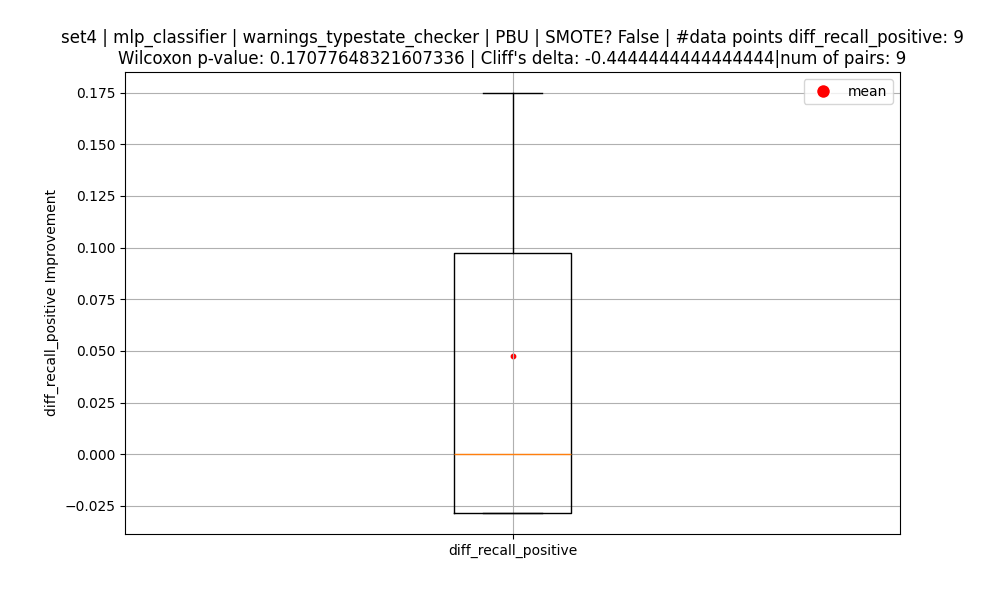 set4 | mlp_classifier | warnings_typestate_checker | PBU | SMOTE? False | #data points diff_recall_positive: 9
Wilcoxon p-value: 0.17077648321607336 | Cliff's delta: -0.4444444444444444|num of pairs: 9
mean
0.175
0.150
0.125
0.100
0.075
0.050
0.025
0.000
−0.025
diff_recall_positive Improvement
diff_recall_positive